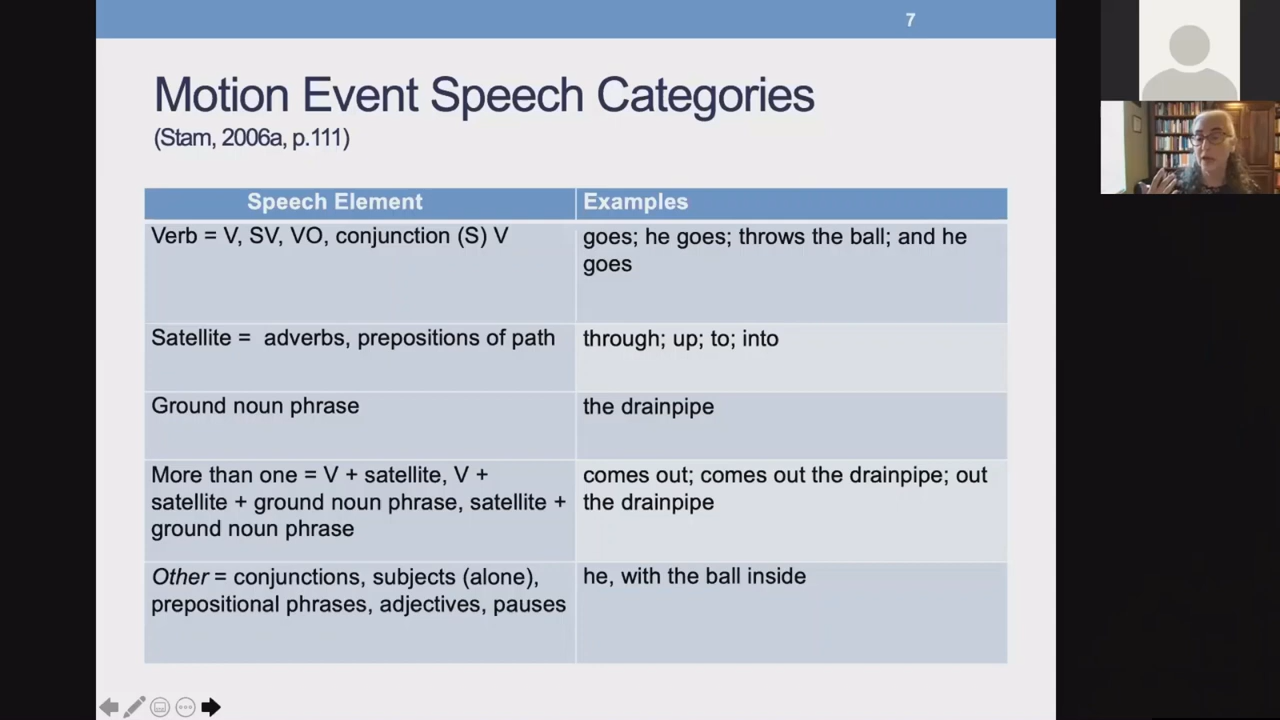 7
Motion Event Speech Categories
(Stam, 2006a, p.111)
Speech Element
Examples
Verb = V, SV, VO, conjunction (S) V
goes; he goes; throws the ball; and he
goes
Satellite = adverbs, prepositions of path
through; up; to; into
Ground noun phrase
the drainpipe
More than one = V + satellite, V +
satellite + ground noun phrase, satellite +
ground noun phrase
comes out; comes out the drainpipe; out
the drainpipe
Other = conjunctions, subjects (alone),
prepositional phrases, adjectives, pauses
he, with the ball inside